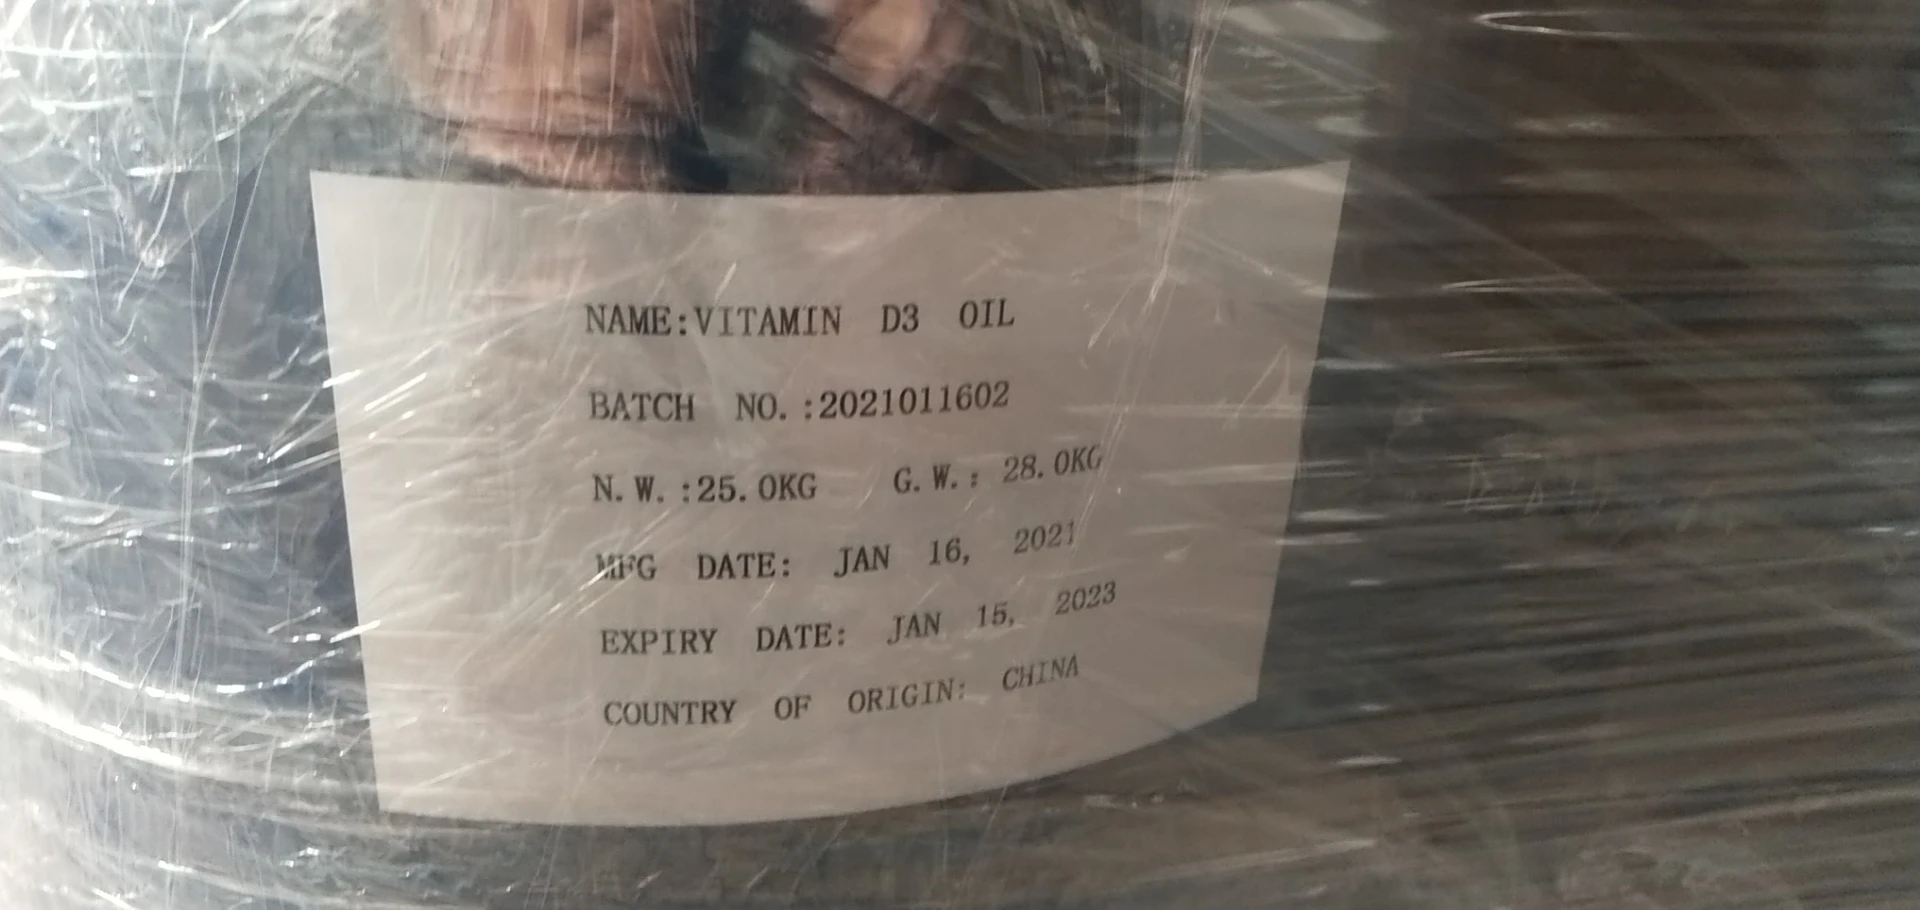 NAME:VITAMIN D3 OIL
BATCH NO.:2021011602
N.W.:25.0KG G.W.: 28.0KG
MFG DATE: JAN 16, 2021
EXPIRY DATE: JAN 15, 2023
COUNTRY OF ORIGIN: CHINA